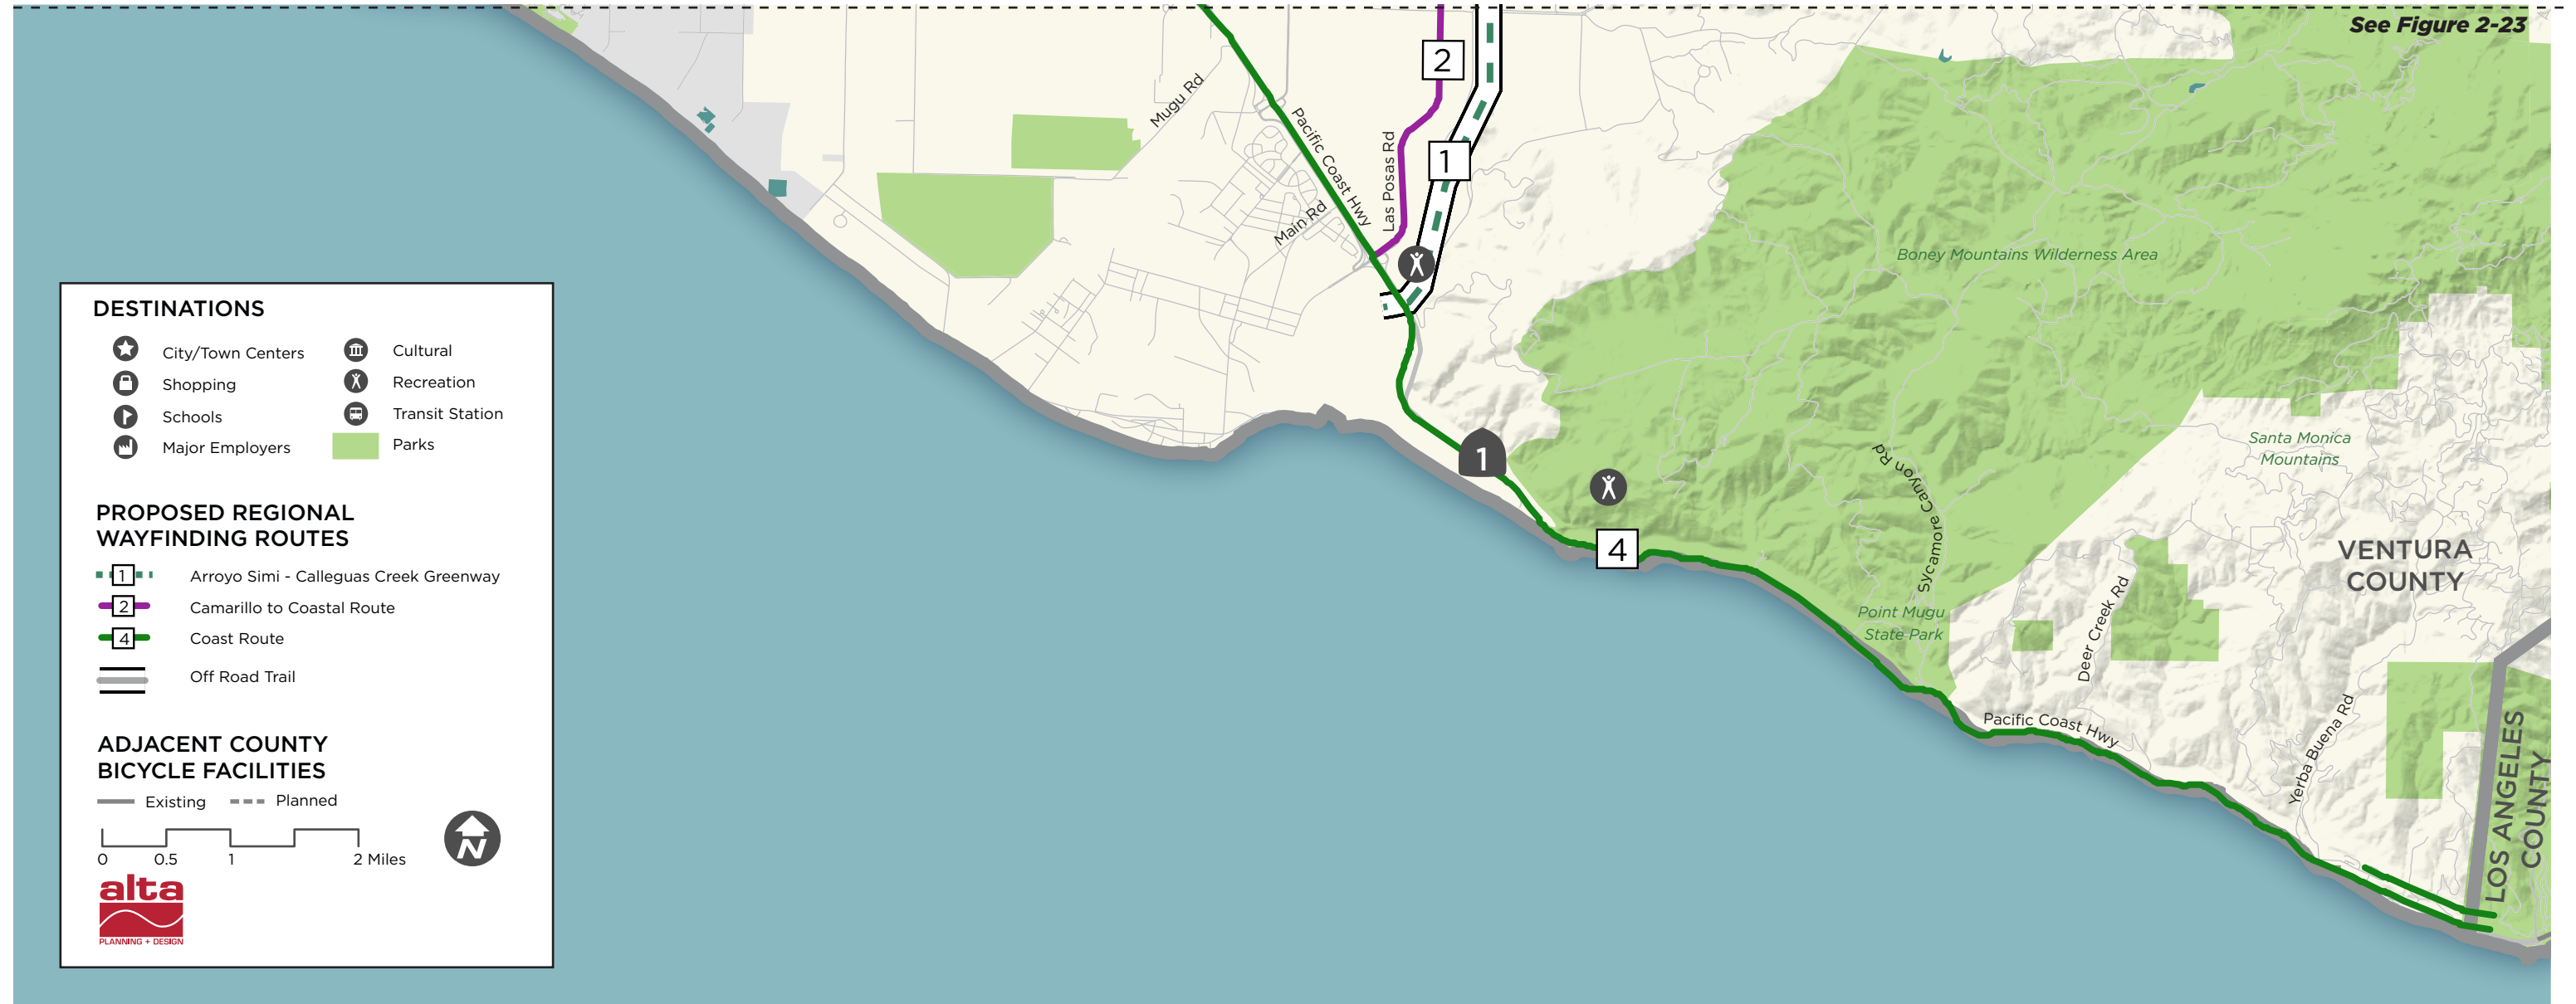 See Figure 2-23
2
Mugu Rd
Pacific Coast Hwy
Las Posas Rd
1
Main Rd
Boney Mountains Wilderness Area
1
4
Sycamore Canyon Rd
Santa Monica
Mountains
VENTURA
COUNTY
Point Mugu
State Park
Deer Creek Rd
Pacific Coast Hwy
Yerba Buena Rd
LOS ANGELES
COUNTY
DESTINATIONS
City/Town Centers
Shopping
Schools
Major Employers
Cultural
Recreation
Transit Station
Parks
PROPOSED REGIONAL
WAYFINDING ROUTES
1 Arroyo Simi - Calleguas Creek Greenway
2 Camarillo to Coastal Route
4 Coast Route
Off Road Trail
ADJACENT COUNTY
BICYCLE FACILITIES
Existing Planned
0 0.5 1 2 Miles
N
alta
PLANNING + DESIGN